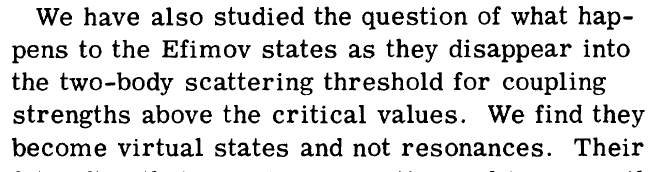 We have also studied the question of what hap-
pens to the Efimov states as they disappear into
the two-body scattering threshold for coupling
strengths above the critical values. We find they
become virtual states and not resonances. Their